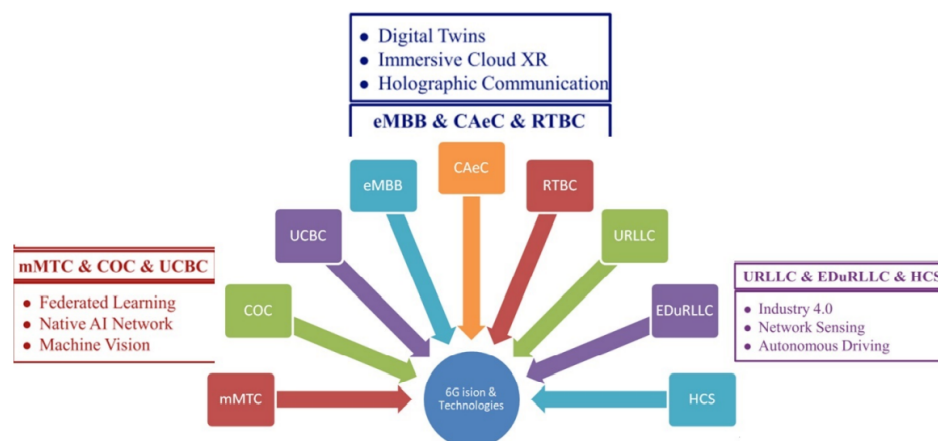 ● Digital Twins
● Immersive Cloud XR
● Holographic Communication
eMBB & CAeC & RTBC
CAeC
eMBB
RTBC
UCBC
URLLC
mMTC & COC & UCBC
● Federated Learning
● Native AI Network
● Machine Vision
URLLC & EDuRLLC & HCS
● Industry 4.0
● Network Sensing
● Autonomous Driving
COC
EDuRLLC
mMTC
6G ision &
Technologies
HCS